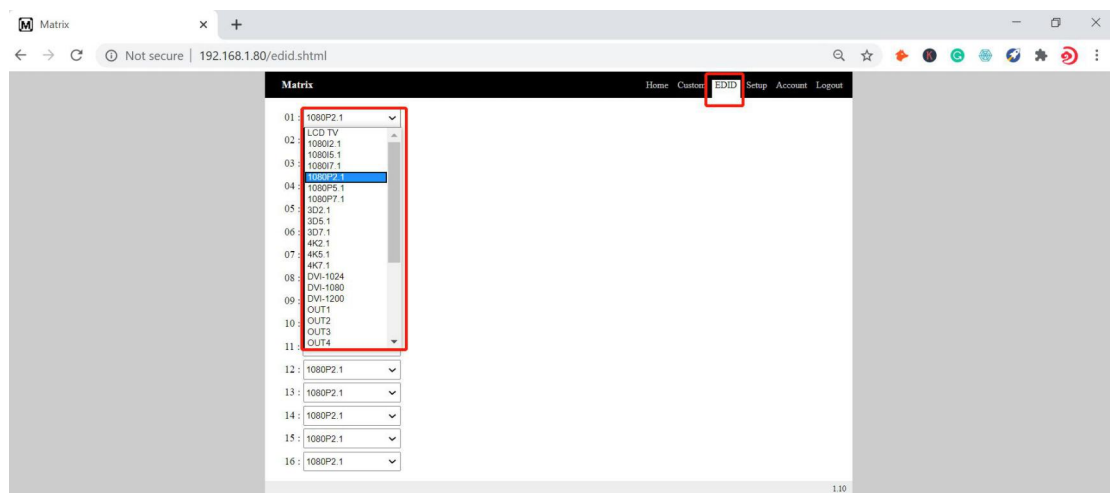 M Matrix
Not secure | 192.168.1.80/edid.shtml
Matrix Home Custom EDID Setup Account Logout
01 : 1080P2.1
LCD TV
02 : 1080I2.1
1080I5.1
03 : 1080I7.1
1080P2.1
04 : 1080P5.1
1080P7.1
05 : 3D2.1
3D5.1
06 : 3D7.1
4K2.1
07 : 4K5.1
4K7.1
08 : DVI-1024
DVI-1080
09 : DVI-1200
OUT1
10 : OUT2
OUT3
11 : OUT4
12 : 1080P2.1
13 : 1080P2.1
14 : 1080P2.1
15 : 1080P2.1
16 : 1080P2.1
1.10